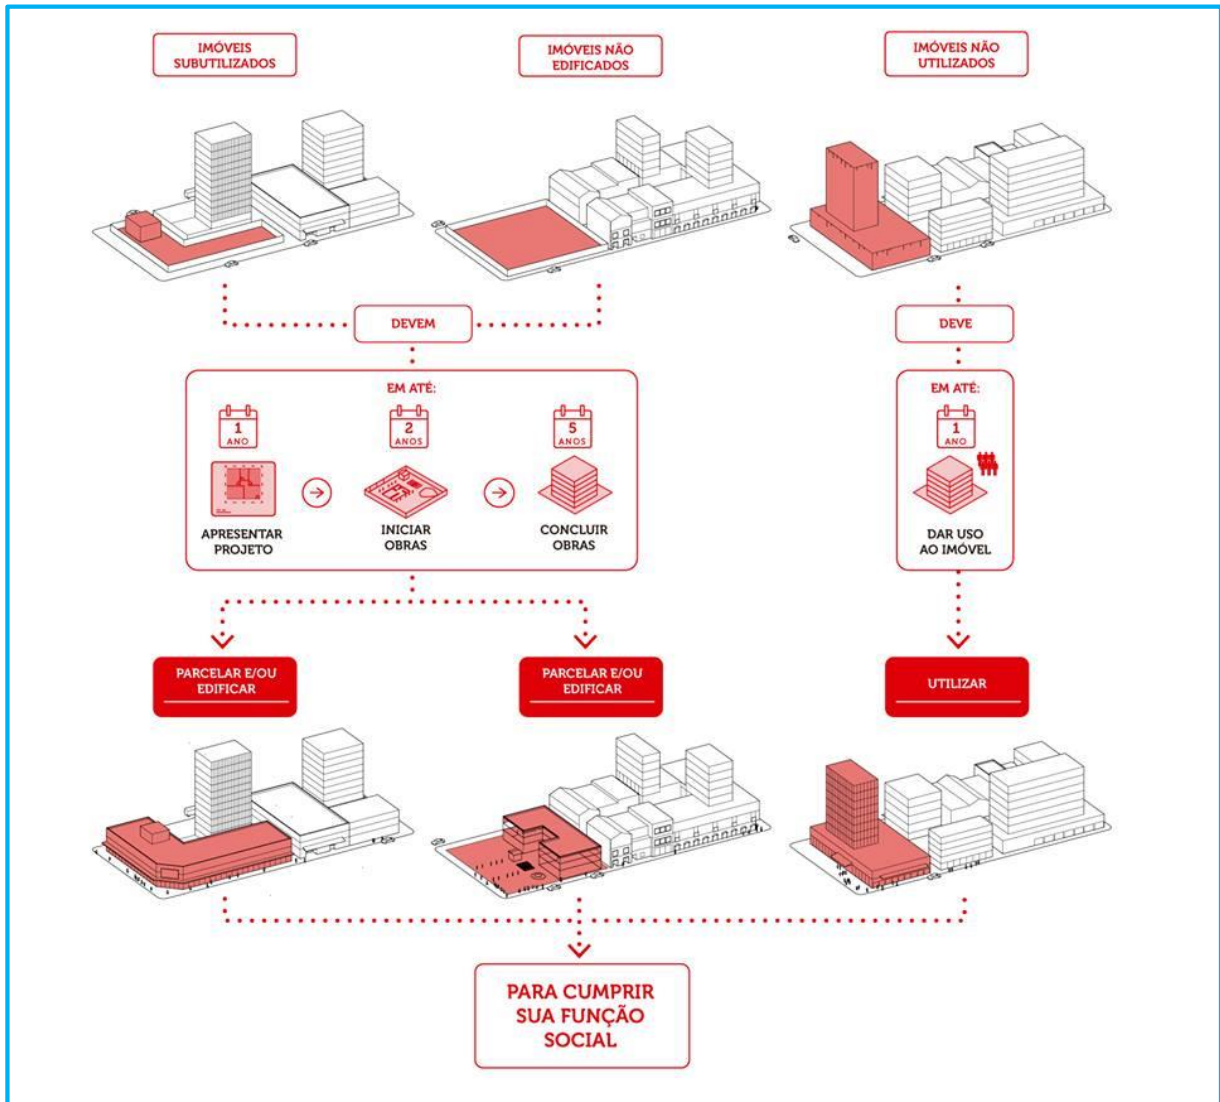 IMÓVEIS
SUBUTILIZADOS
IMÓVEIS NÃO
EDIFICADOS
IMÓVEIS NÃO
UTILIZADOS
DEVEM
DEVE
EM ATÉ:
1
ANO
2
ANOS
5
ANOS
APRESENTAR
PROJETO
INICIAR
OBRAS
CONCLUIR
OBRAS
EM ATÉ:
1
ANO
DAR USO
AO IMÓVEL
PARCELAR E/OU
EDIFICAR
PARCELAR E/OU
EDIFICAR
UTILIZAR
PARA CUMPRIR
SUA FUNÇÃO
SOCIAL